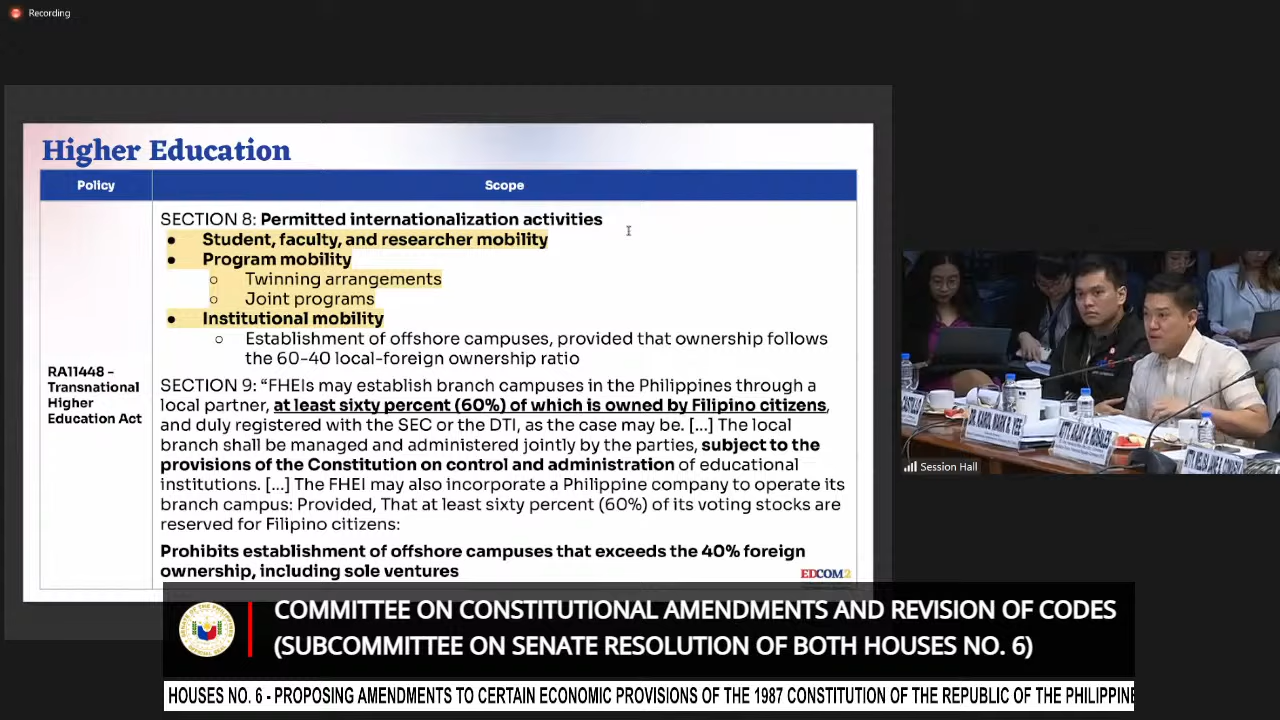 Recording
Higher Education
Policy
Scope
SECTION 8: Permitted internationalization activities
● Student, faculty, and researcher mobility
● Program mobility
○ Twinning arrangements
○ Joint programs
● Institutional mobility
○ Establishment of offshore campuses, provided that ownership follows
the 60-40 local-foreign ownership ratio
RA11448 -
Transnational
Higher
Education Act
SECTION 9: “FHEIs may establish branch campuses in the Philippines through a
local partner, at least sixty percent (60%) of which is owned by Filipino citizens,
and duly registered with the SEC or the DTI, as the case may be. [...] The local
branch shall be managed and administered jointly by the parties, subject to the
provisions of the Constitution on control and administration of educational
institutions. [...] The FHEI may also incorporate a Philippine company to operate its
branch campus: Provided, That at least sixty percent (60%) of its voting stocks are
reserved for Filipino citizens:
Prohibits establishment of offshore campuses that exceeds the 40% foreign
ownership, including sole ventures
EDCOM2
DR. KAROL MARK R. YEE
Session Hall
COMMITTEE ON CONSTITUTIONAL AMENDMENTS AND REVISION OF CODES
(SUBCOMMITTEE ON SENATE RESOLUTION OF BOTH HOUSES NO. 6)
HOUSES NO. 6 - PROPOSING AMENDMENTS TO CERTAIN ECONOMIC PROVISIONS OF THE 1987 CONSTITUTION OF THE REPUBLIC OF THE PHILIPPINE